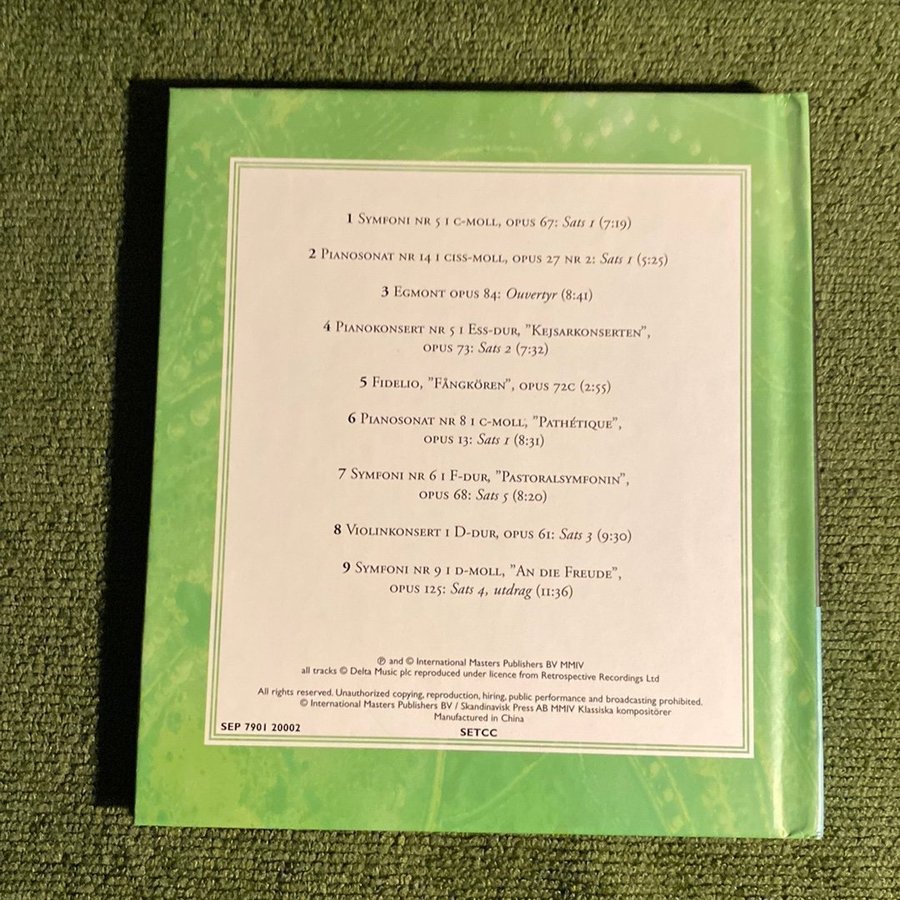 1 Symfoni nr 5 i c-moll, opus 67: Sats 1 (7:19)
2 Pianosonat nr 14 i ciss-moll, opus 27 nr 2: Sats 1 (5:25)
3 Egmont opus 84: Ouvertyr (8:41)
4 Pianokonsert nr 5 i Ess-dur, ”Kejsarkonserten”,
opus 73: Sats 2 (7:32)
5 Fidelio, ”Fångkören”, opus 72c (2:55)
6 Pianosonat nr 8 i c-moll, ”Pathétique”,
opus 13: Sats 1 (8:31)
7 Symfoni nr 6 i F-dur, ”Pastoralsymfonin”,
opus 68: Sats 5 (8:20)
8 Violinkonsert i D-dur, opus 61: Sats 3 (9:30)
9 Symfoni nr 9 i d-moll, ”An die Freude”,
opus 125: Sats 4, utdrag (11:36)
℗ and © International Masters Publishers BV MMIV
all tracks © Delta Music plc reproduced under licence from Retrospective Recordings Ltd
All rights reserved. Unauthorized copying, reproduction, hiring, public performance and broadcasting prohibited.
© International Masters Publishers BV / Skandinavisk Press AB MMIV Klassiska kompositörer
Manufactured in China
SEP 7901 20002
SETCC